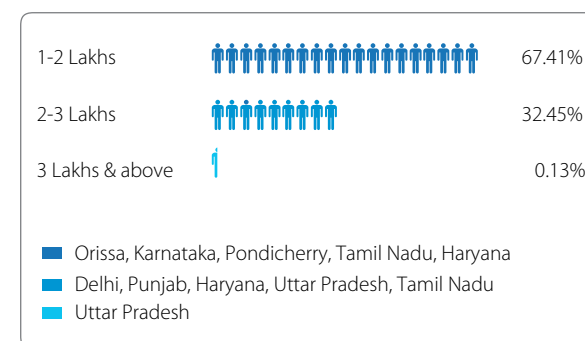 1-2 Lakhs 67.41%
2-3 Lakhs 32.45%
3 Lakhs & above 0.13%
Orissa, Karnataka, Pondicherry, Tamil Nadu, Haryana
Delhi, Punjab, Haryana, Uttar Pradesh, Tamil Nadu
Uttar Pradesh